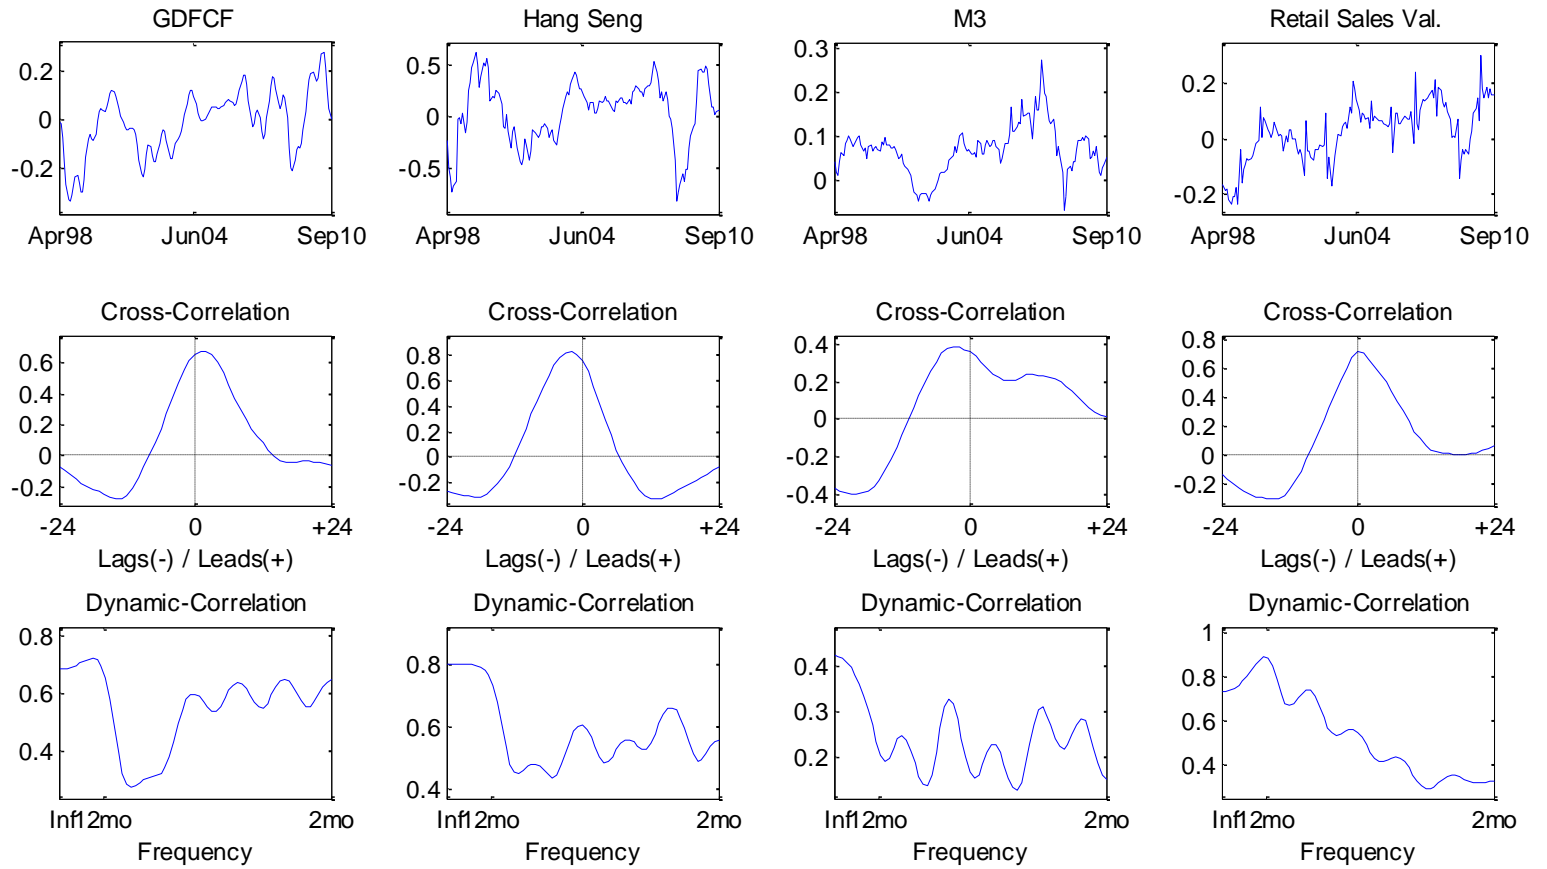 GDFCF
Hang Seng
M3
Retail Sales Val.
0.2
0
-0.2
Apr98 Jun04 Sep10
0.5
0
-0.5
Apr98 Jun04 Sep10
0.3
0.2
0.1
0
Apr98 Jun04 Sep10
0.2
0
-0.2
Apr98 Jun04 Sep10
Cross-Correlation
0.6
0.4
0.2
0
-0.2
-24 0 +24
Lags(-) / Leads(+)
Cross-Correlation
0.8
0.6
0.4
0.2
0
-0.2
-24 0 +24
Lags(-) / Leads(+)
Cross-Correlation
0.4
0.2
0
-0.2
-0.4
-24 0 +24
Lags(-) / Leads(+)
Cross-Correlation
0.8
0.6
0.4
0.2
0
-0.2
-24 0 +24
Lags(-) / Leads(+)
Dynamic-Correlation
0.8
0.6
0.4
Inf12mo 2mo
Frequency
Dynamic-Correlation
0.8
0.6
0.4
Inf12mo 2mo
Frequency
Dynamic-Correlation
0.4
0.3
0.2
Inf12mo 2mo
Frequency
Dynamic-Correlation
1
0.8
0.6
0.4
Inf12mo 2mo
Frequency